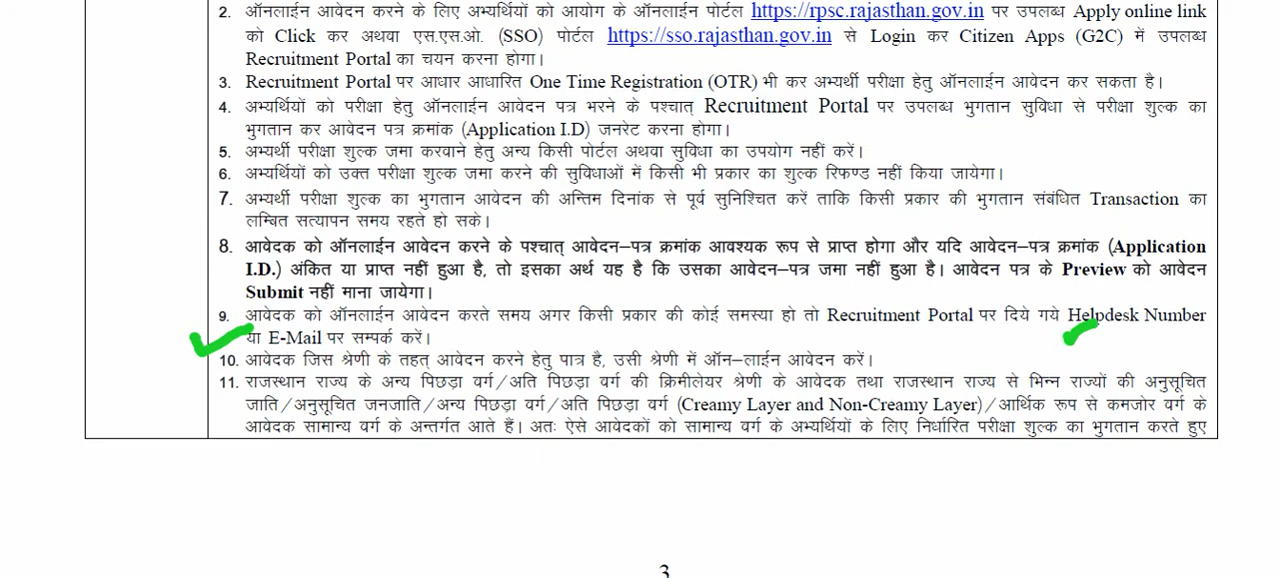 2. ऑनलाईन आवेदन करने के लिए अभ्यर्थियों को आयोग के ऑनलाईन पोर्टल https://rpsc.rajasthan.gov.in पर उपलब्ध Apply online link
को Click कर अथवा एस.एस.ओ. (SSO) पोर्टल https://sso.rajasthan.gov.in से Login कर Citizen Apps (G2C) में उपलब्ध
Recruitment Portal का चयन करना होगा।
3. Recruitment Portal पर आधार आधारित One Time Registration (OTR) भी कर अभ्यर्थी परीक्षा हेतु ऑनलाईन आवेदन कर सकता है।
4. अभ्यर्थियों को परीक्षा हेतु ऑनलाईन आवेदन पत्र भरने के पश्चात् Recruitment Portal पर उपलब्ध भुगतान सुविधा से परीक्षा शुल्क का
भुगतान कर आवेदन पत्र क्रमांक (Application I.D) जनरेट करना होगा।
5. अभ्यर्थी परीक्षा शुल्क जमा करवाने हेतु अन्य किसी पोर्टल अथवा सुविधा का उपयोग नहीं करें।
6. अभ्यर्थियों को उक्त परीक्षा शुल्क जमा करने की सुविधाओं में किसी भी प्रकार का शुल्क रिफण्ड नहीं किया जायेगा।
7. अभ्यर्थी परीक्षा शुल्क का भुगतान आवेदन की अन्तिम दिनांक से पूर्व सुनिश्चित करें ताकि किसी प्रकार की भुगतान संबंधित Transaction का
लम्बित सत्यापन समय रहते हो सके।
8. आवेदक को ऑनलाईन आवेदन करने के पश्चात् आवेदन–पत्र क्रमांक आवश्यक रूप से प्राप्त होगा और यदि आवेदन–पत्र क्रमांक (Application
I.D.) अंकित या प्राप्त नहीं हुआ है, तो इसका अर्थ यह है कि उसका आवेदन–पत्र जमा नहीं हुआ है। आवेदन पत्र के Preview को आवेदन
Submit नहीं माना जायेगा।
9. आवेदक को ऑनलाईन आवेदन करते समय अगर किसी प्रकार की कोई समस्या हो तो Recruitment Portal पर दिये गये Helpdesk Number
या E-Mail पर सम्पर्क करें।
10. आवेदक जिस श्रेणी के तहत् आवेदन करने हेतु पात्र है, उसी श्रेणी में ऑन–लाईन आवेदन करें।
11. राजस्थान राज्य के अन्य पिछड़ा वर्ग/अति पिछड़ा वर्ग की क्रिमीलेयर श्रेणी के आवेदक तथा राजस्थान राज्य से भिन्न राज्यों की अनुसूचित
जाति/अनुसूचित जनजाति/अन्य पिछड़ा वर्ग/अति पिछड़ा वर्ग (Creamy Layer and Non-Creamy Layer)/आर्थिक रूप से कमजोर वर्ग के
आवेदक सामान्य वर्ग के अन्तर्गत आते हैं। अतः ऐसे आवेदकों को सामान्य वर्ग के अभ्यर्थियों के लिए निर्धारित परीक्षा शुल्क का भुगतान करते हुए
3